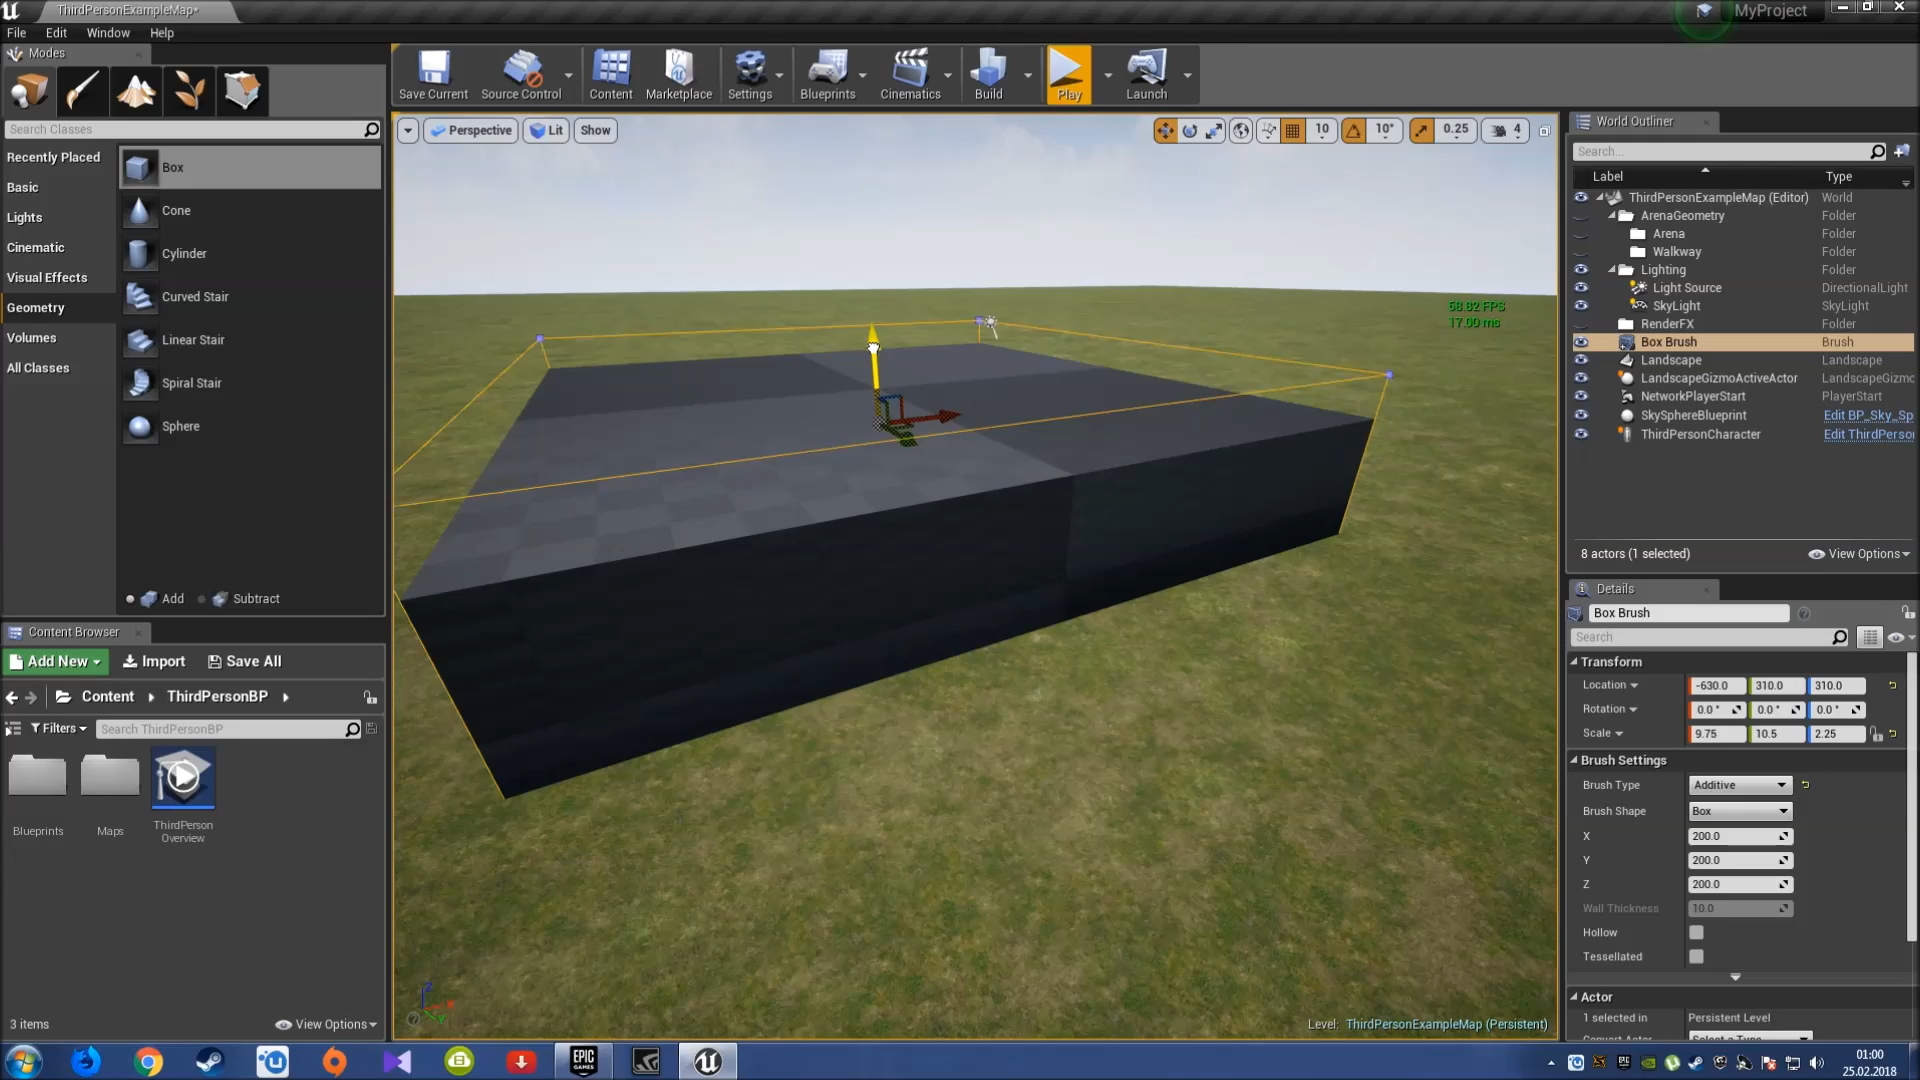 ThirdPersonExampleMap*
MyProject
File Edit Window Help
Modes
Save Current
Source Control
Content
Marketplace
Settings
Blueprints
Cinematics
Build
Play
Launch
Search Classes
Recently Placed
Basic
Lights
Cinematic
Visual Effects
Geometry
Volumes
All Classes
Box
Cone
Cylinder
Curved Stair
Linear Stair
Spiral Stair
Sphere
Add
Subtract
Perspective
Lit
Show
10
10°
0.25
4
58.82 FPS
17.00 ms
Level: ThirdPersonExampleMap (Persistent)
World Outliner
Search...
Label Type
ThirdPersonExampleMap (Editor) World
ArenaGeometry Folder
Arena Folder
Walkway Folder
Lighting Folder
Light Source DirectionalLight
SkyLight SkyLight
RenderFX Folder
Box Brush Brush
Landscape Landscape
LandscapeGizmoActiveActor LandscapeGizmo
NetworkPlayerStart PlayerStart
SkySphereBlueprint Edit BP_Sky_Sp
ThirdPersonCharacter Edit ThirdPerso
8 actors (1 selected)
View Options
Details
Box Brush
Search
Transform
Location -630.0 310.0 310.0
Rotation 0.0 ° 0.0 ° 0.0 °
Scale 9.75 10.5 2.25
Brush Settings
Brush Type Additive
Brush Shape Box
X 200.0
Y 200.0
Z 200.0
Wall Thickness 10.0
Hollow
Tessellated
Actor
1 selected in Persistent Level
Content Browser
Add New
Import
Save All
Content
ThirdPersonBP
Filters
Search ThirdPersonBP
Blueprints
Maps
ThirdPerson
Overview
3 items
View Options
EPIC
GAMES
01:00
25.02.2018